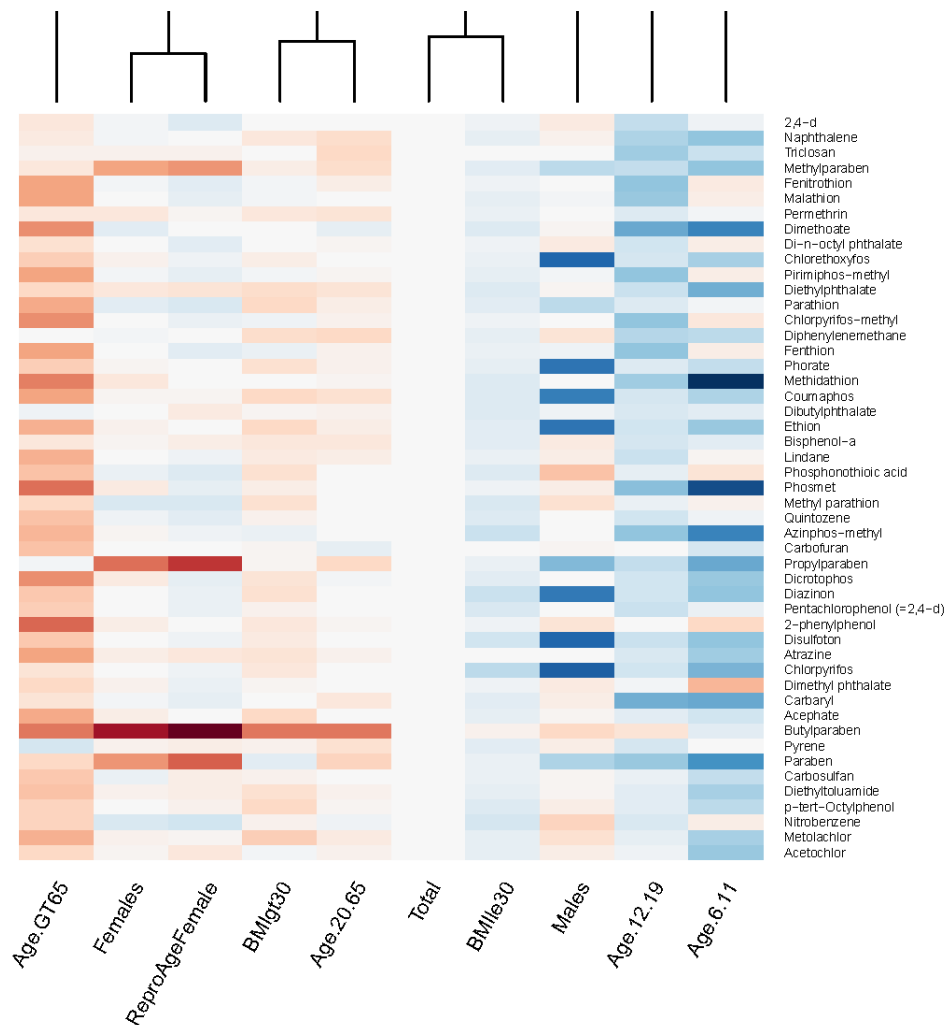 2,4-d
Naphthalene
Triclosan
Methylparaben
Fenitrothion
Malathion
Permethrin
Dimethoate
Di-n-octyl phthalate
Chlorethoxyfos
Pirimiphos-methyl
Diethylphthalate
Parathion
Chlorpyrifos-methyl
Diphenylenemethane
Fenthion
Phorate
Methidathion
Coumaphos
Dibutylphthalate
Ethion
Bisphenol-a
Lindane
Phosphonothioic acid
Phosmet
Methyl parathion
Quintozene
Azinphos-methyl
Carbofuran
Propylparaben
Dicrotophos
Diazinon
Pentachlorophenol (=2,4-d)
2-phenylphenol
Disulfoton
Atrazine
Chlorpyrifos
Dimethyl phthalate
Carbaryl
Acephate
Butylparaben
Pyrene
Paraben
Carbosulfan
Diethyltoluamide
p-tert-Octylphenol
Nitrobenzene
Metolachlor
Acetochlor
Age.GT65
Females
ReproAgeFemale
BMIgt30
Age.20.65
Total
BMIle30
Males
Age.12.19
Age.6.11